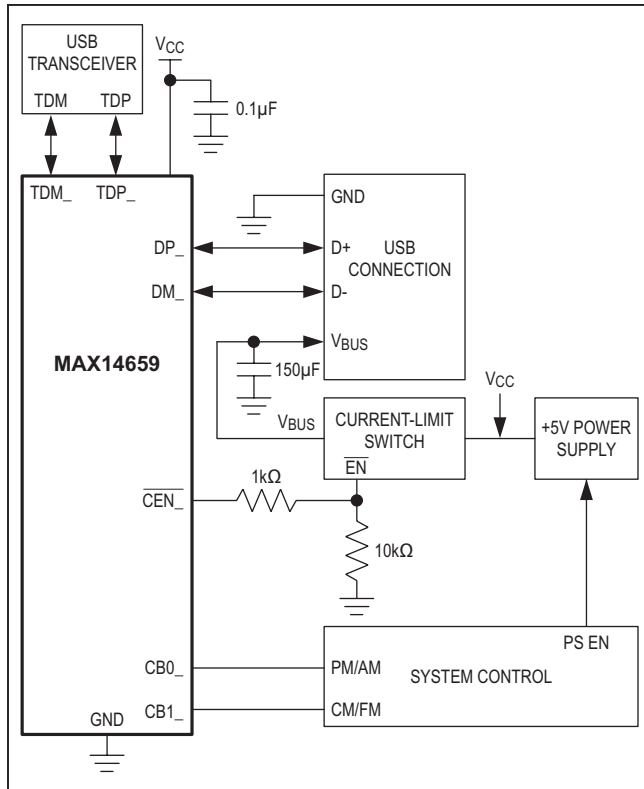 USB
TRANSCEIVER
TDM TDP
VCC
0.1µF
TDM_ TDP_
GND
DP_
D+
USB
CONNECTION
DM_
D-
VBUS
MAX14659
150µF
VCC
VBUS
CURRENT-LIMIT
SWITCH
EN
+5V POWER
SUPPLY
1kΩ
CEN_
10kΩ
PS EN
CB0_
PM/AM
SYSTEM CONTROL
CB1_
CM/FM
GND